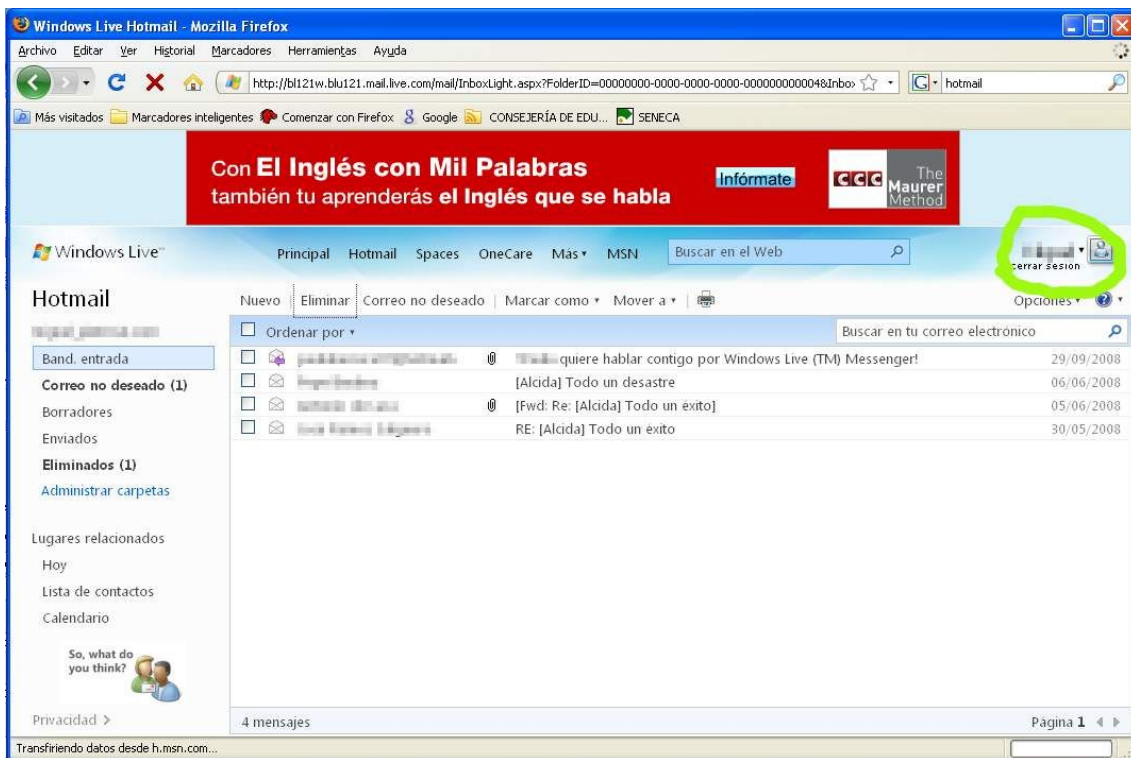 Windows Live Hotmail - Mozilla Firefox
Archivo Editar Ver Historial Marcadores Herramientas Ayuda
http://bl121w.blu121.mail.live.com/mail/InboxLight.aspx?FolderID=00000000-0000-0000-0000-000000000004&Inbo
G hotmail
Más visitados Marcadores inteligentes Comenzar con Firefox Google CONSEJERÍA DE EDU... SENECA
Con El Inglés con Mil Palabras
también tu aprenderás el Inglés que se habla
Infórmate
CCC The Maurer Method
Windows Live™
Principal Hotmail Spaces OneCare Más MSN
Buscar en el Web
cerrar sesión
Hotmail
Nuevo | Eliminar | Correo no deseado | Marcar como Mover a |
Opciones ?
Ordenar por
Buscar en tu correo electrónico
Band. entrada
quiere hablar contigo por Windows Live (TM) Messenger! 29/09/2008
Correo no deseado (1)
[Alcida] Todo un desastre 06/06/2008
Borradores
[Fwd: Re: [Alcida] Todo un éxito] 05/06/2008
Enviados
RE: [Alcida] Todo un éxito 30/05/2008
Eliminados (1)
Administrar carpetas
Lugares relacionados
Hoy
Lista de contactos
Calendario
So, what do
you think?
Privacidad
4 mensajes
Página 1
Transfiriendo datos desde h.msn.com...